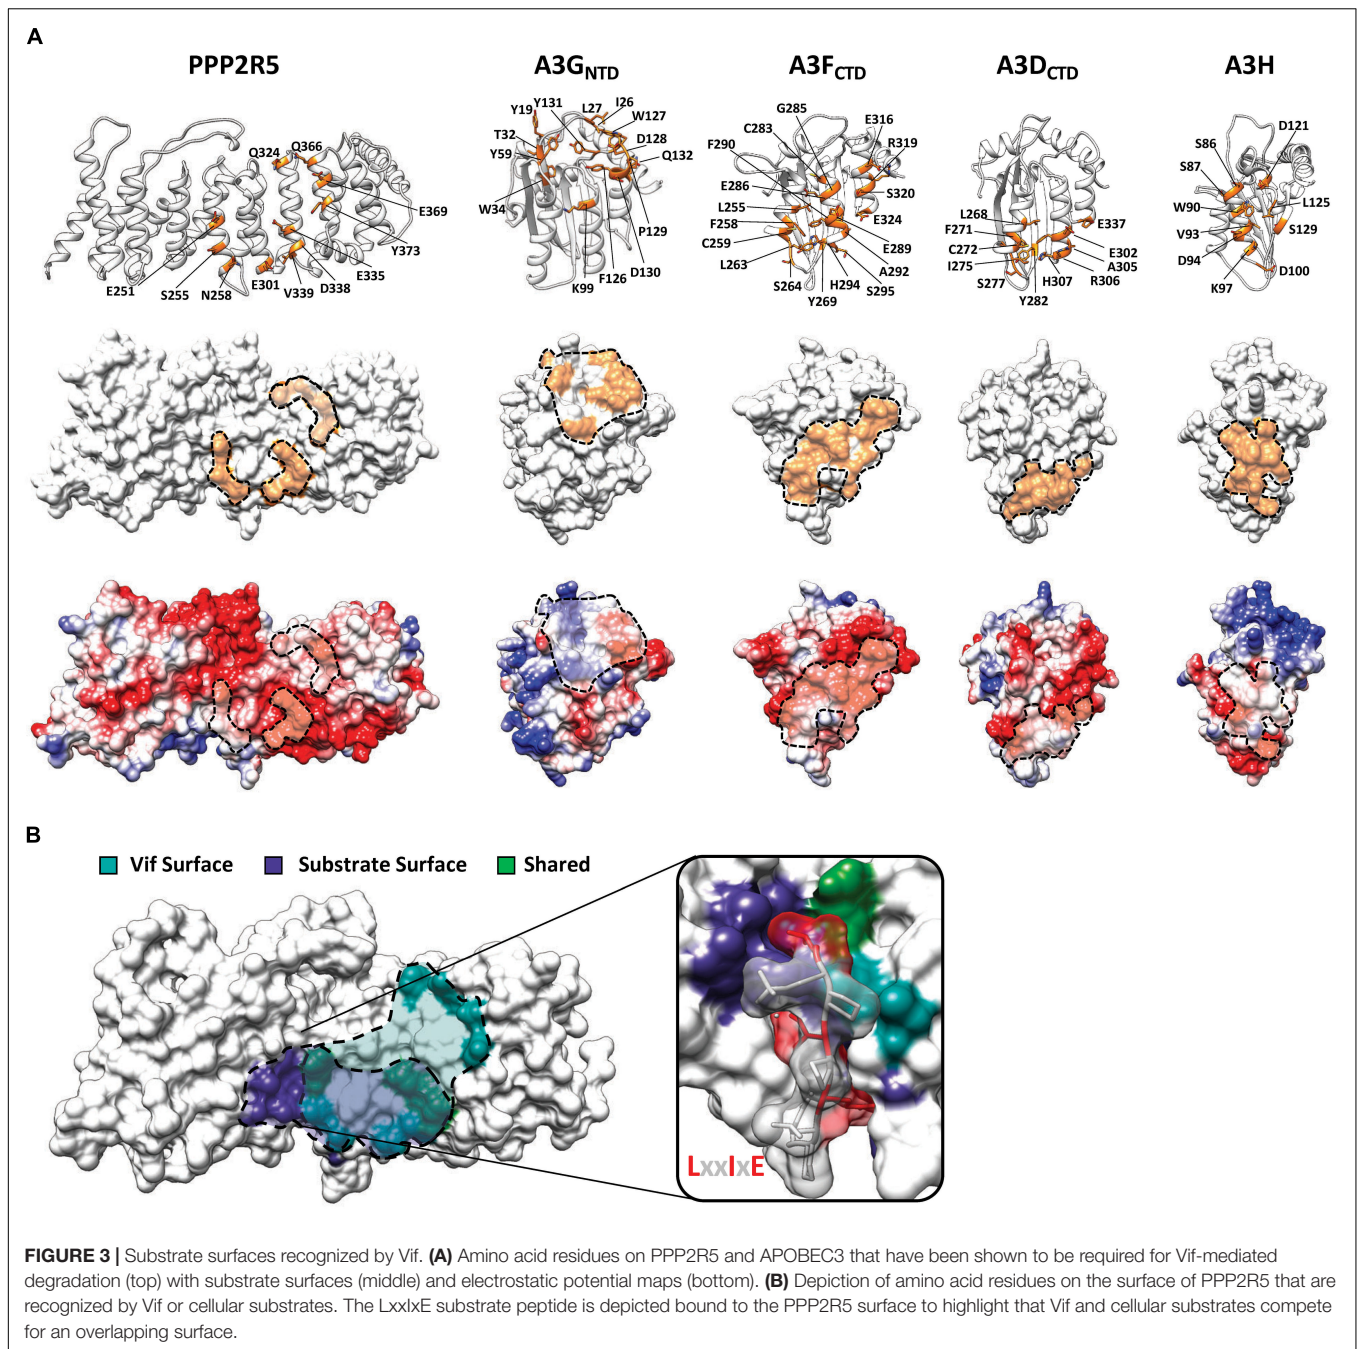 A
PPP2R5
A3GNTD
A3FCTD
A3DCTD
A3H
Q324
Q366
E369
Y373
E335
D338
V339
E301
N258
S255
E251
Y19
Y131
L27
I26
W127
D128
Q132
T32
Y59
W34
P129
D130
F126
K99
G285
C283
F290
E286
L255
F258
C259
L263
S264
Y269
H294
S295
A292
E289
E324
S320
R319
E316
L268
F271
C272
I275
S277
Y282
H307
R306
A305
E302
E337
D121
S86
S87
W90
V93
D94
K97
L125
S129
D100
B
Vif Surface
Substrate Surface
Shared
LxxIxE
FIGURE 3 | Substrate surfaces recognized by Vif. (A) Amino acid residues on PPP2R5 and APOBEC3 that have been shown to be required for Vif-mediated
degradation (top) with substrate surfaces (middle) and electrostatic potential maps (bottom). (B) Depiction of amino acid residues on the surface of PPP2R5 that are
recognized by Vif or cellular substrates. The LxxIxE substrate peptide is depicted bound to the PPP2R5 surface to highlight that Vif and cellular substrates compete
for an overlapping surface.